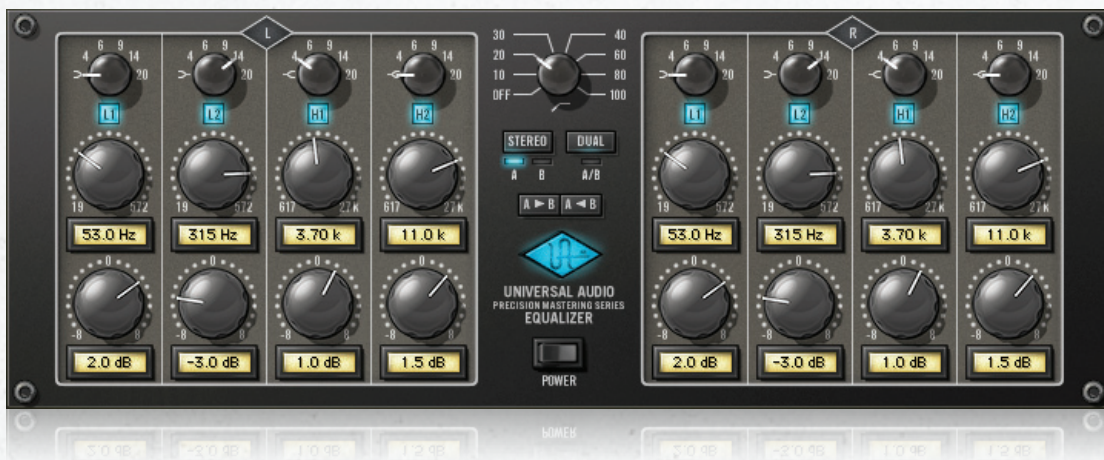 L
R
6 9
4 14
20
6 9
4 14
20
6 9
4 14
20
6 9
4 14
20
30 40
20 60
10 80
OFF 100
6 9
4 14
20
6 9
4 14
20
6 9
4 14
20
6 9
4 14
20
L1 L2 H1 H2
L1 L2 H1 H2
STEREO DUAL
A B A/B
A ► B A ◄ B
19 572 19 572 617 27 K 617 27 K
19 572 19 572 617 27 K 617 27 K
53.0 Hz 315 Hz 3.70 k 11.0 k
53.0 Hz 315 Hz 3.70 k 11.0 k
0 0 0 0
0 0 0 0
UNIVERSAL AUDIO
PRECISION MASTERING SERIES
EQUALIZER
-8 8 -8 8 -8 8 -8 8
-8 8 -8 8 -8 8 -8 8
2.0 dB -3.0 dB 1.0 dB 1.5 dB
2.0 dB -3.0 dB 1.0 dB 1.5 dB
POWER